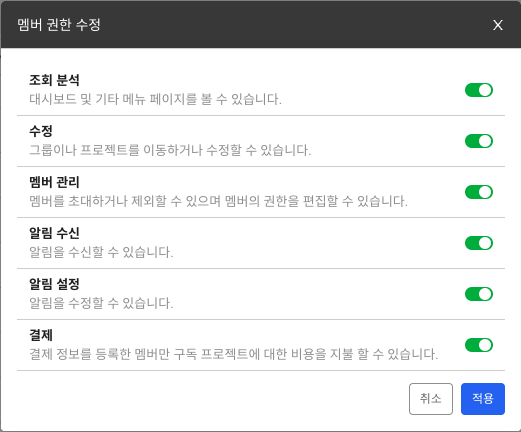 멤버 권한 수정
X
조회 분석
대시보드 및 기타 메뉴 페이지를 볼 수 있습니다.
수정
그룹이나 프로젝트를 이동하거나 수정할 수 있습니다.
멤버 관리
멤버를 초대하거나 제외할 수 있으며 멤버의 권한을 편집할 수 있습니다.
알림 수신
알림을 수신할 수 있습니다.
알림 설정
알림을 수정할 수 있습니다.
결제
결제 정보를 등록한 멤버만 구독 프로젝트에 대한 비용을 지불 할 수 있습니다.
취소
적용